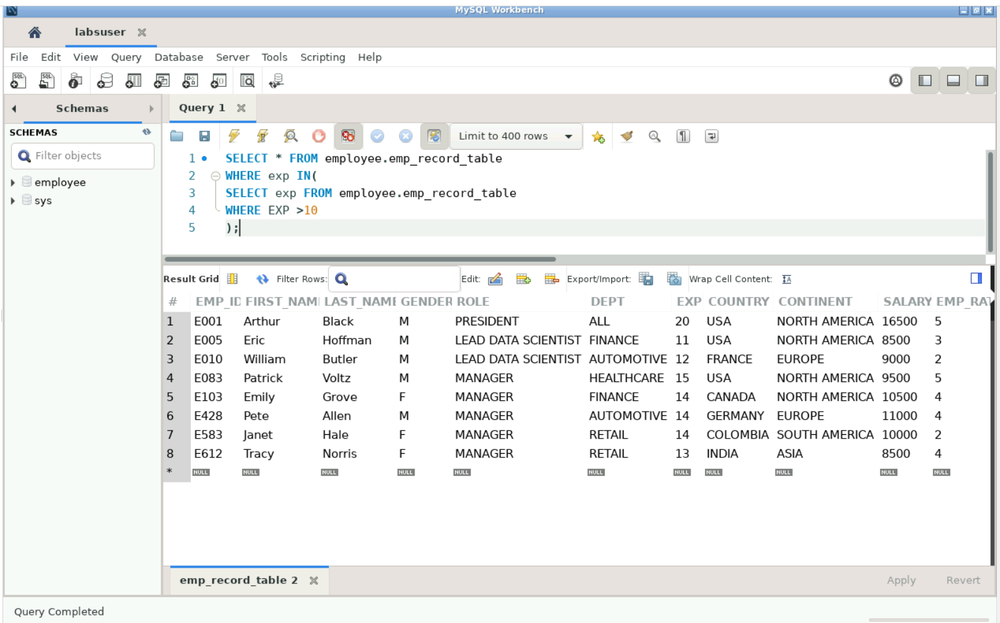 MySQL Workbench
labsuser
File Edit View Query Database Server Tools Scripting Help
Schemas
Query 1
SCHEMAS
Limit to 400 rows
Filter objects
employee
sys
1 SELECT * FROM employee.emp_record_table
2 WHERE exp IN(
3 SELECT exp FROM employee.emp_record_table
4 WHERE EXP >10
5 );
Result Grid Filter Rows: Edit: Export/Import: Wrap Cell Content:
# EMP_ID FIRST_NAM LAST_NAME GENDER ROLE DEPT EXP COUNTRY CONTINENT SALARY EMP_RAT
1 E001 Arthur Black M PRESIDENT ALL 20 USA NORTH AMERICA 16500 5
2 E005 Eric Hoffman M LEAD DATA SCIENTIST FINANCE 11 USA NORTH AMERICA 8500 3
3 E010 William Butler M LEAD DATA SCIENTIST AUTOMOTIVE 12 FRANCE EUROPE 9000 2
4 E083 Patrick Voltz M MANAGER HEALTHCARE 15 USA NORTH AMERICA 9500 5
5 E103 Emily Grove F MANAGER FINANCE 14 CANADA NORTH AMERICA 10500 4
6 E428 Pete Allen M MANAGER AUTOMOTIVE 14 GERMANY EUROPE 11000 4
7 E583 Janet Hale F MANAGER RETAIL 14 COLOMBIA SOUTH AMERICA 10000 2
8 E612 Tracy Norris F MANAGER RETAIL 13 INDIA ASIA 8500 4
* NULL NULL NULL NULL NULL NULL NULL NULL NULL NULL NULL
emp_record_table 2
Apply Revert
Query Completed